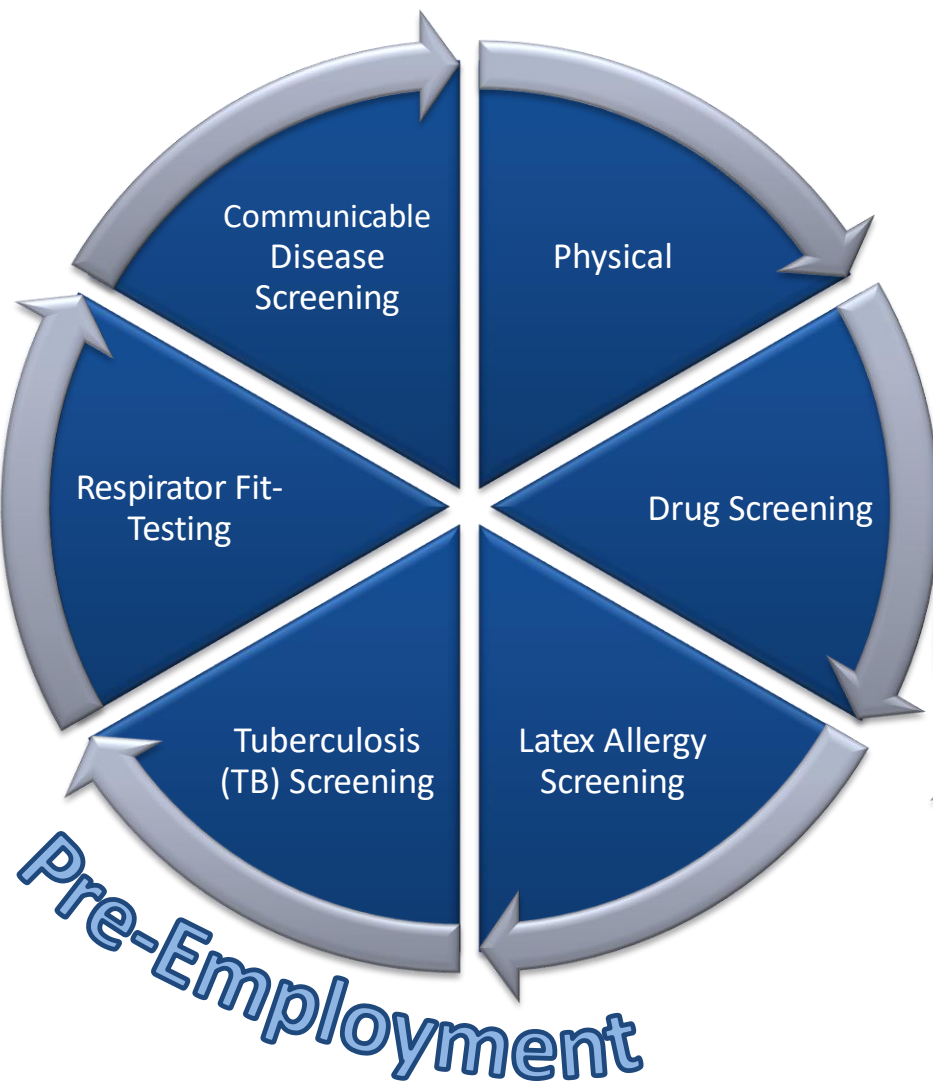 Communicable
Disease
Screening
Physical
Respirator Fit-
Testing
Drug Screening
Tuberculosis
(TB) Screening
Latex Allergy
Screening
Pre-Employment